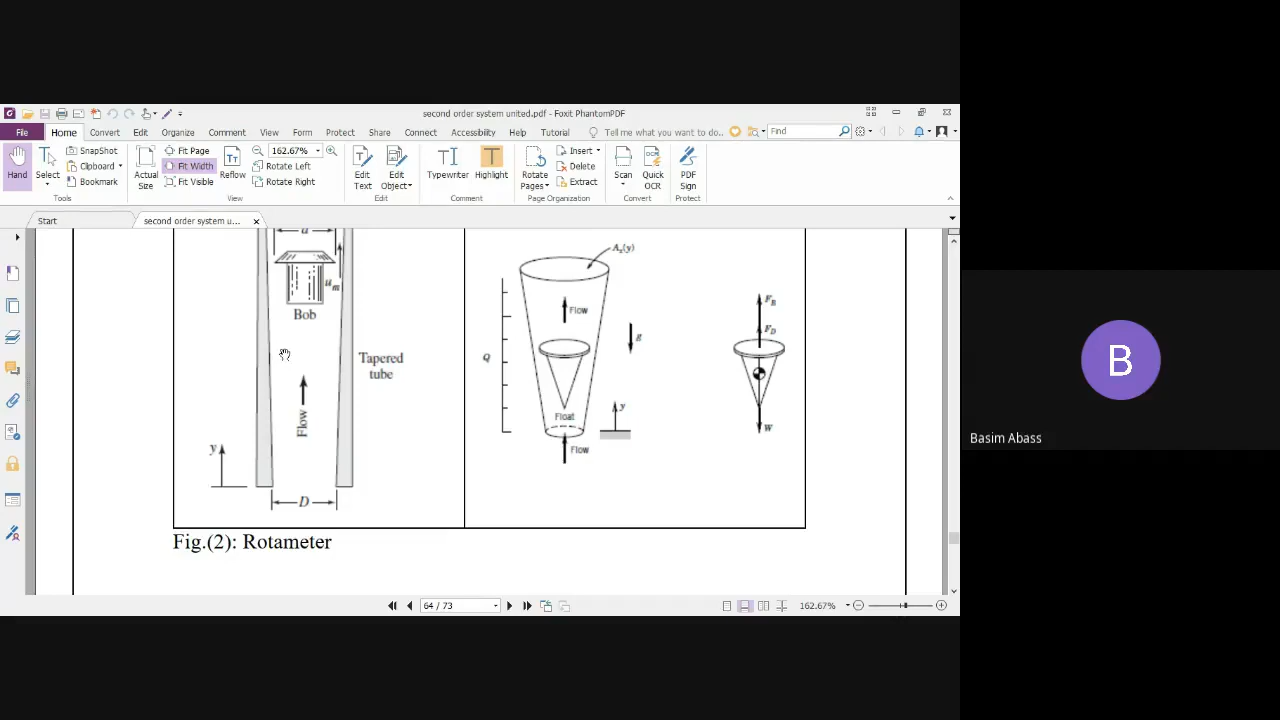 second order system united.pdf - Foxit PhantomPDF
File Home Convert Edit Organize Comment View Form Protect Share Connect Accessibility Help Tutorial Tell me what you want to do.. Find
Hand
Select
SnapShot
Clipboard
Bookmark
Tools
Actual Size
Fit Page
Fit Width
Fit Visible
Reflow
162.67%
Rotate Left
Rotate Right
View
Edit Text
Edit Object
Edit
Typewriter
Highlight
Comment
Rotate Pages
Insert
Delete
Extract
Page Organization
Scan
Quick OCR
Convert
PDF Sign
Protect
Start
second order system u...
d
u_m
Bob
Tapered tube
Flow
y
D
A_t(y)
Flow
g
Q
y
Float
Flow
F_B
F_D
W
Fig.(2): Rotameter
64 / 73
162.67%
B
Basim Abass